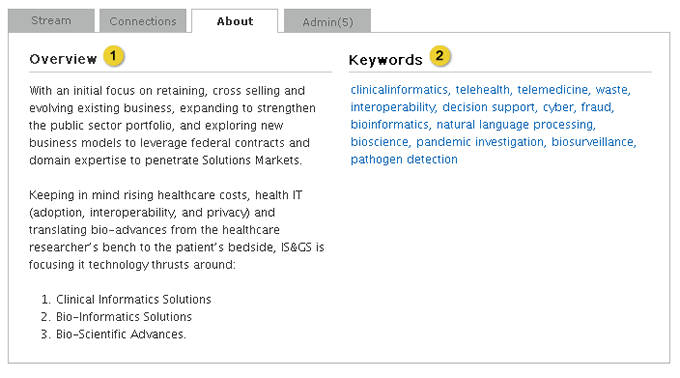 Stream
Connections
About
Admin(5)
Overview 1
With an initial focus on retaining, cross selling and
evolving existing business, expanding to strengthen
the public sector portfolio, and exploring new
business models to leverage federal contracts and
domain expertise to penetrate Solutions Markets.
Keeping in mind rising healthcare costs, health IT
(adoption, interoperability, and privacy) and
translating bio-advances from the healthcare
researcher's bench to the patient's bedside, IS&GS is
focusing it technology thrusts around:
1. Clinical Informatics Solutions
2. Bio-Informatics Solutions
3. Bio-Scientific Advances.
Keywords 2
clinicalinformatics, telehealth, telemedicine, waste,
interoperability, decision support, cyber, fraud,
bioinformatics, natural language processing,
bioscience, pandemic investigation, biosurveillance,
pathogen detection